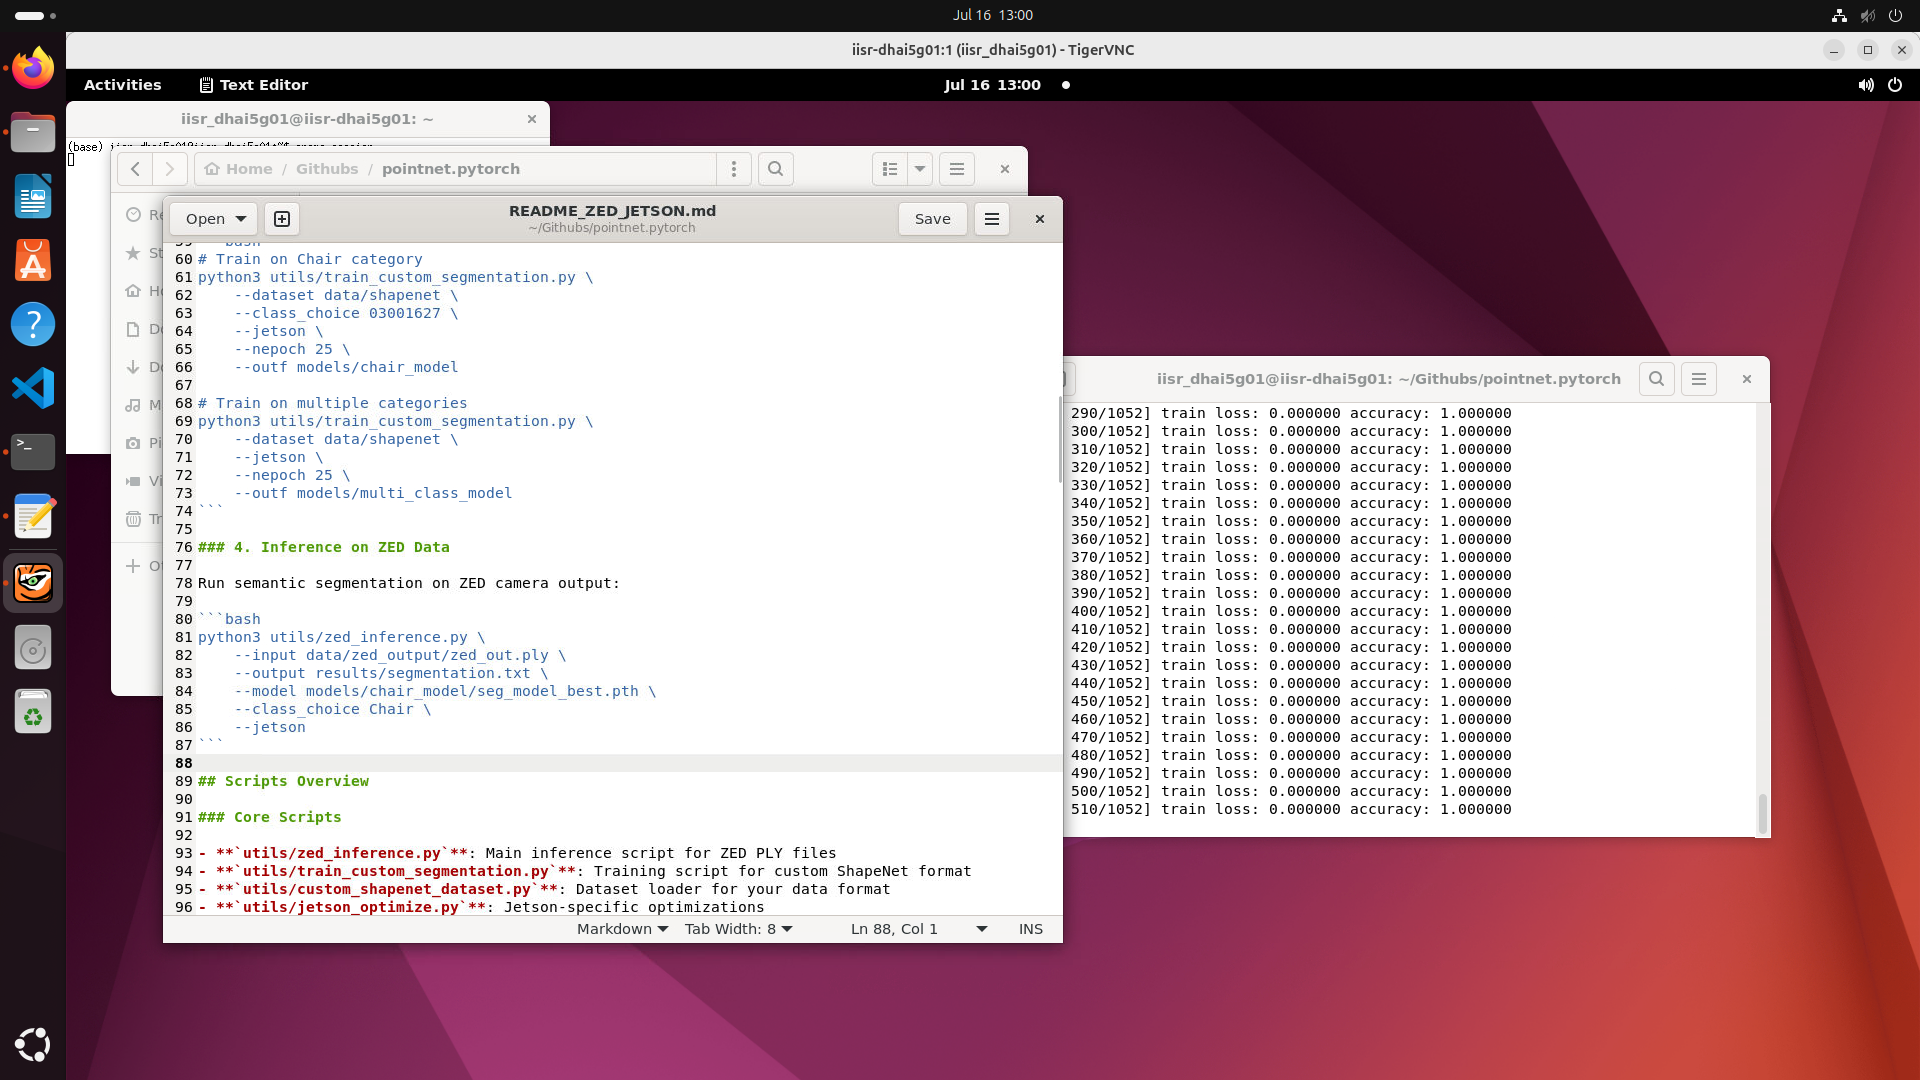 Jul 16 13:00
iisr-dhai5g01:1 (iisr_dhai5g01) - TigerVNC
Activities
Text Editor
Jul 16 13:00
iisr_dhai5g01@iisr-dhai5g01: ~
(base)
Home / Githubs / pointnet.pytorch
Open
README_ZED_JETSON.md
~/Githubs/pointnet.pytorch
Save
60 # Train on Chair category
61 python3 utils/train_custom_segmentation.py \
62     --dataset data/shapenet \
63     --class_choice 03001627 \
64     --jetson \
65     --nepoch 25 \
66     --outf models/chair_model
67
68 # Train on multiple categories
69 python3 utils/train_custom_segmentation.py \
70     --dataset data/shapenet \
71     --jetson \
72     --nepoch 25 \
73     --outf models/multi_class_model
74 ```
75
76 ### 4. Inference on ZED Data
77
78 Run semantic segmentation on ZED camera output:
79
80 ```bash
81 python3 utils/zed_inference.py \
82     --input data/zed_output/zed_out.ply \
83     --output results/segmentation.txt \
84     --model models/chair_model/seg_model_best.pth \
85     --class_choice Chair \
86     --jetson
87 ```
88
89 ## Scripts Overview
90
91 ### Core Scripts
92
93 - **`utils/zed_inference.py`**: Main inference script for ZED PLY files
94 - **`utils/train_custom_segmentation.py`**: Training script for custom ShapeNet format
95 - **`utils/custom_shapenet_dataset.py`**: Dataset loader for your data format
96 - **`utils/jetson_optimize.py`**: Jetson-specific optimizations
Markdown
Tab Width: 8
Ln 88, Col 1
INS
iisr_dhai5g01@iisr-dhai5g01: ~/Githubs/pointnet.pytorch
290/1052] train loss: 0.000000 accuracy: 1.000000
300/1052] train loss: 0.000000 accuracy: 1.000000
310/1052] train loss: 0.000000 accuracy: 1.000000
320/1052] train loss: 0.000000 accuracy: 1.000000
330/1052] train loss: 0.000000 accuracy: 1.000000
340/1052] train loss: 0.000000 accuracy: 1.000000
350/1052] train loss: 0.000000 accuracy: 1.000000
360/1052] train loss: 0.000000 accuracy: 1.000000
370/1052] train loss: 0.000000 accuracy: 1.000000
380/1052] train loss: 0.000000 accuracy: 1.000000
390/1052] train loss: 0.000000 accuracy: 1.000000
400/1052] train loss: 0.000000 accuracy: 1.000000
410/1052] train loss: 0.000000 accuracy: 1.000000
420/1052] train loss: 0.000000 accuracy: 1.000000
430/1052] train loss: 0.000000 accuracy: 1.000000
440/1052] train loss: 0.000000 accuracy: 1.000000
450/1052] train loss: 0.000000 accuracy: 1.000000
460/1052] train loss: 0.000000 accuracy: 1.000000
470/1052] train loss: 0.000000 accuracy: 1.000000
480/1052] train loss: 0.000000 accuracy: 1.000000
490/1052] train loss: 0.000000 accuracy: 1.000000
500/1052] train loss: 0.000000 accuracy: 1.000000
510/1052] train loss: 0.000000 accuracy: 1.000000